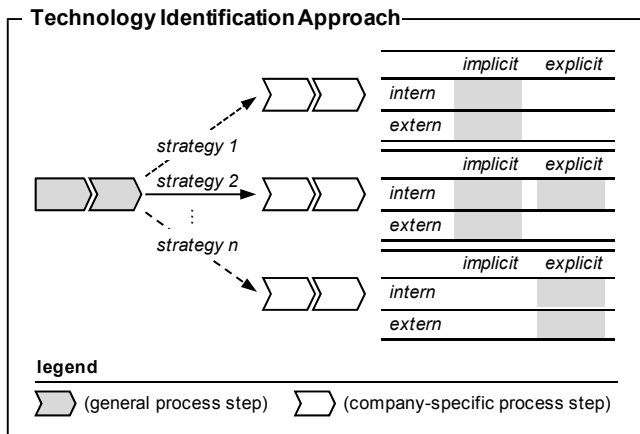 Technology Identification Approach
implicit explicit
intern
extern
strategy 1
implicit explicit
strategy 2
intern
⋮
extern
strategy n
implicit explicit
intern
extern
legend
(general process step) (company-specific process step)